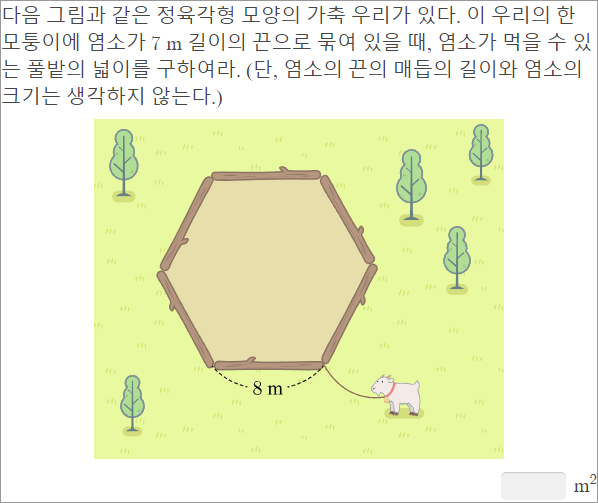 다음 그림과 같은 정육각형 모양의 가축 우리가 있다. 이 우리의 한
모퉁이에 염소가 7 m 길이의 끈으로 묶여 있을 때, 염소가 먹을 수 있
는 풀밭의 넓이를 구하여라. (단, 염소의 끈의 매듭의 길이와 염소의
크기는 생각하지 않는다.)
8 m
m²